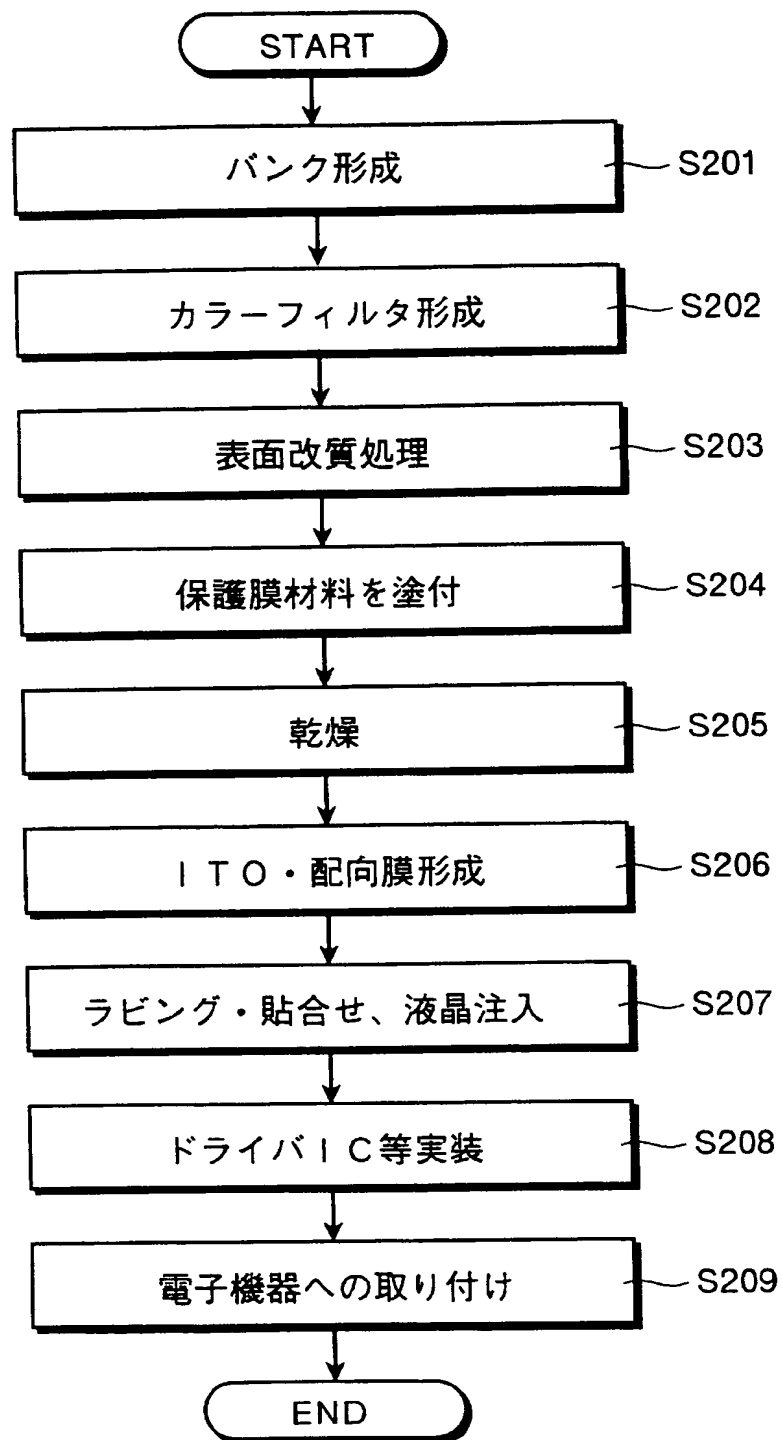 START
バンク形成
S201
カラーフィルタ形成
S202
表面改質処理
S203
保護膜材料を塗付
S204
乾燥
S205
ITO・配向膜形成
S206
ラビング・貼合せ、液晶注入
S207
ドライバIC等実装
S208
電子機器への取り付け
S209
END